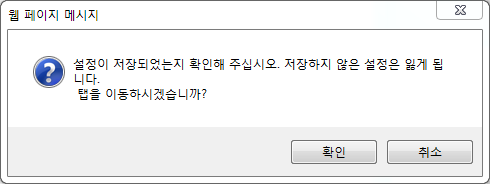 웹 페이지 메시지
설정이 저장되었는지 확인해 주십시오. 저장하지 않은 설정은 잃게 됩
니다.
탭을 이동하시겠습니까?
확인
취소